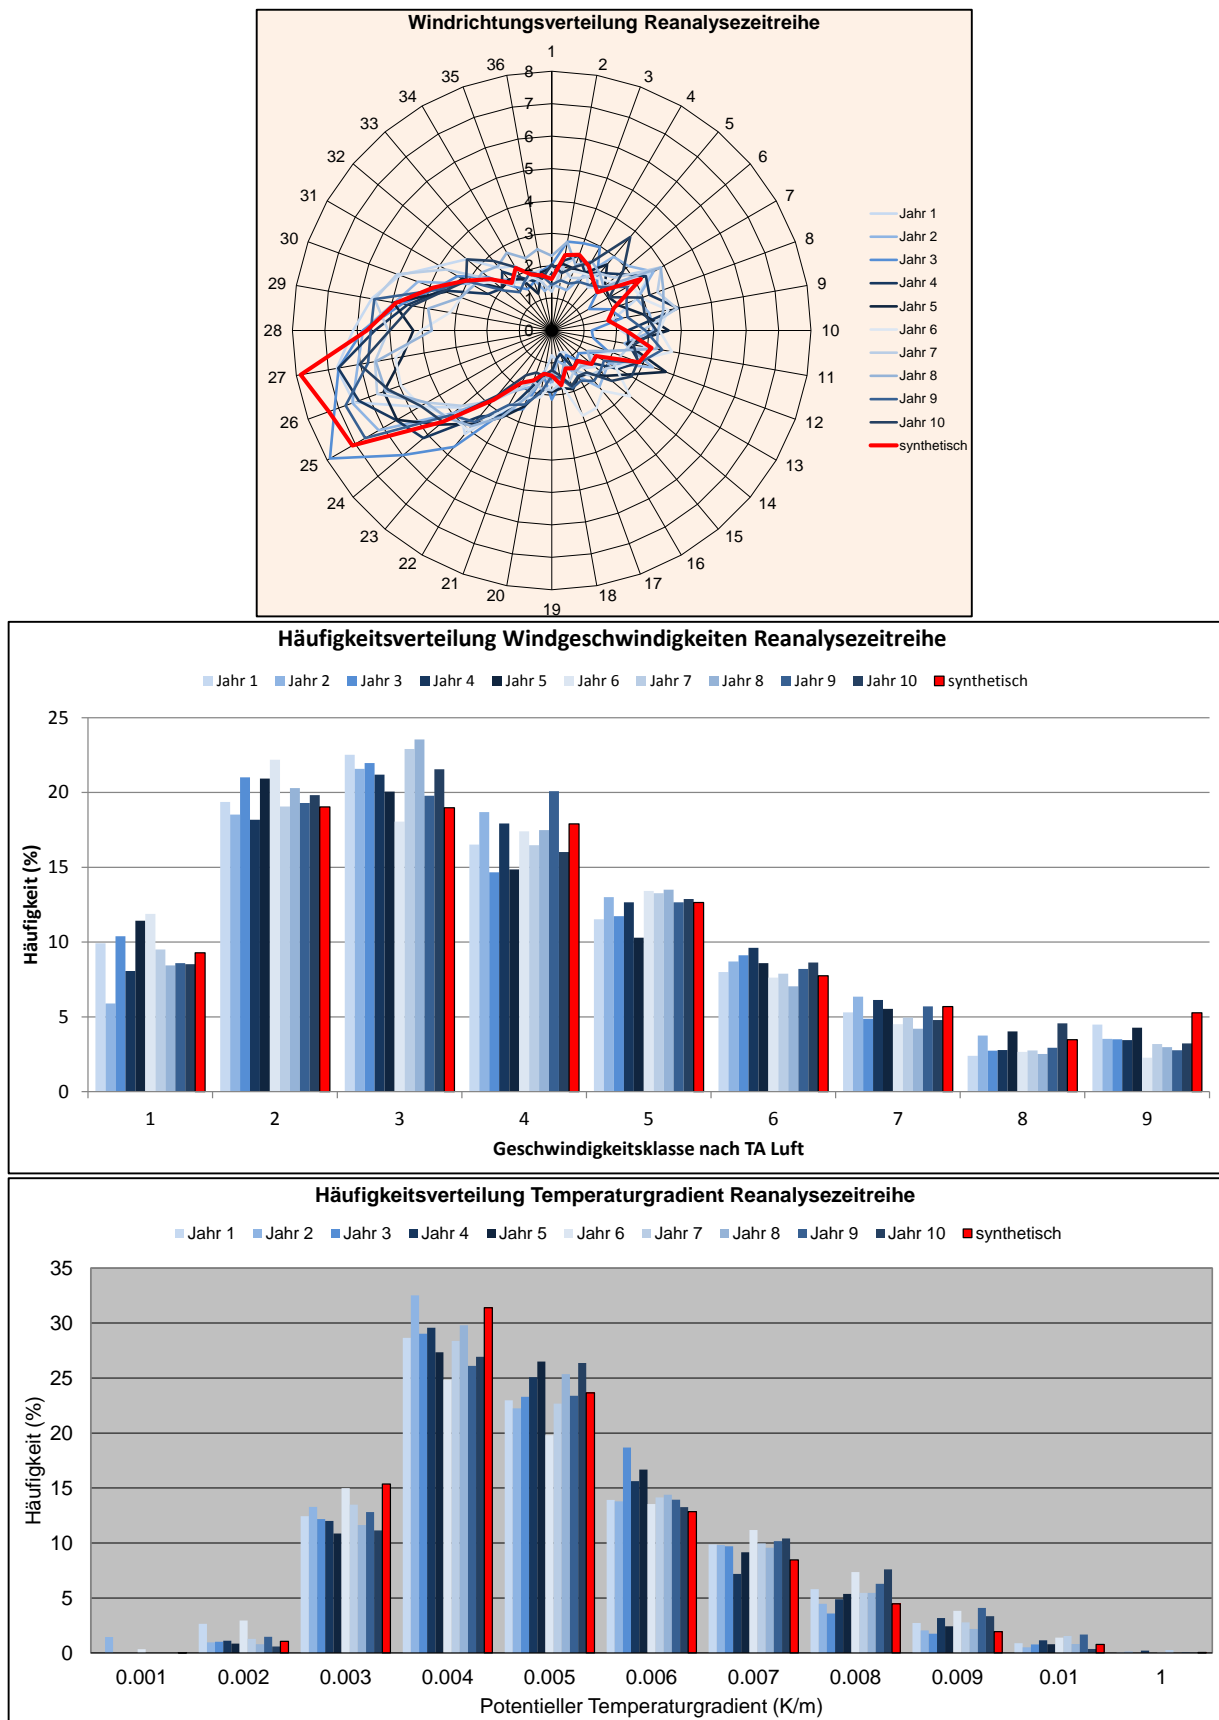 Windrichtungsverteilung Reanalysezeitreihe
1
2
3
4
5
6
7
8
9
10
11
12
13
14
15
16
17
18
19
20
21
22
23
24
25
26
27
28
29
30
31
32
33
34
35
36
8
7
6
5
4
3
2
1
0
Jahr 1
Jahr 2
Jahr 3
Jahr 4
Jahr 5
Jahr 6
Jahr 7
Jahr 8
Jahr 9
Jahr 10
synthetisch
Häufigkeitsverteilung Windgeschwindigkeiten Reanalysezeitreihe
Jahr 1 Jahr 2 Jahr 3 Jahr 4 Jahr 5 Jahr 6 Jahr 7 Jahr 8 Jahr 9 Jahr 10 synthetisch
Häufigkeit (%)
25
20
15
10
5
0
1 2 3 4 5 6 7 8 9
Geschwindigkeitsklasse nach TA Luft
Häufigkeitsverteilung Temperaturgradient Reanalysezeitreihe
Jahr 1 Jahr 2 Jahr 3 Jahr 4 Jahr 5 Jahr 6 Jahr 7 Jahr 8 Jahr 9 Jahr 10 synthetisch
Häufigkeit (%)
35
30
25
20
15
10
5
0
0.001 0.002 0.003 0.004 0.005 0.006 0.007 0.008 0.009 0.01 1
Potentieller Temperaturgradient (K/m)